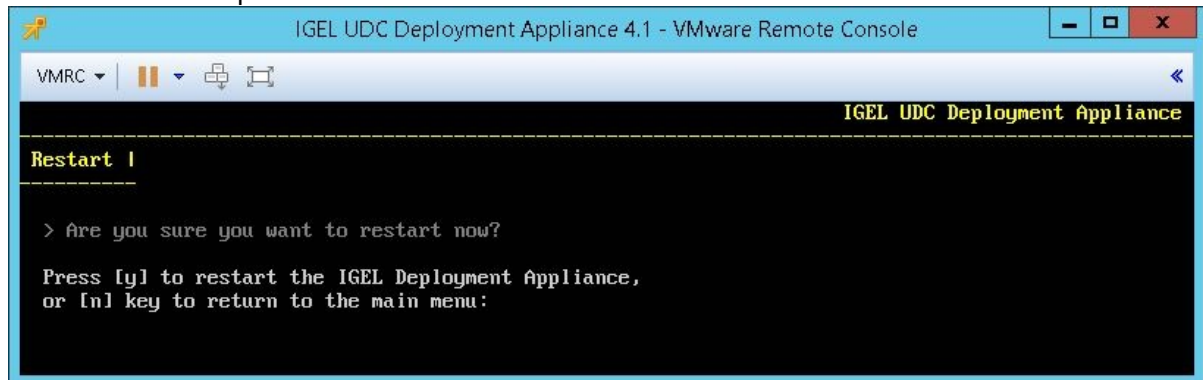 IGEL UDC Deployment Appliance 4.1 - VMware Remote Console
VMRC
IGEL UDC Deployment Appliance
Restart |
> Are you sure you want to restart now?
Press [y] to restart the IGEL Deployment Appliance,
or [n] key to return to the main menu: